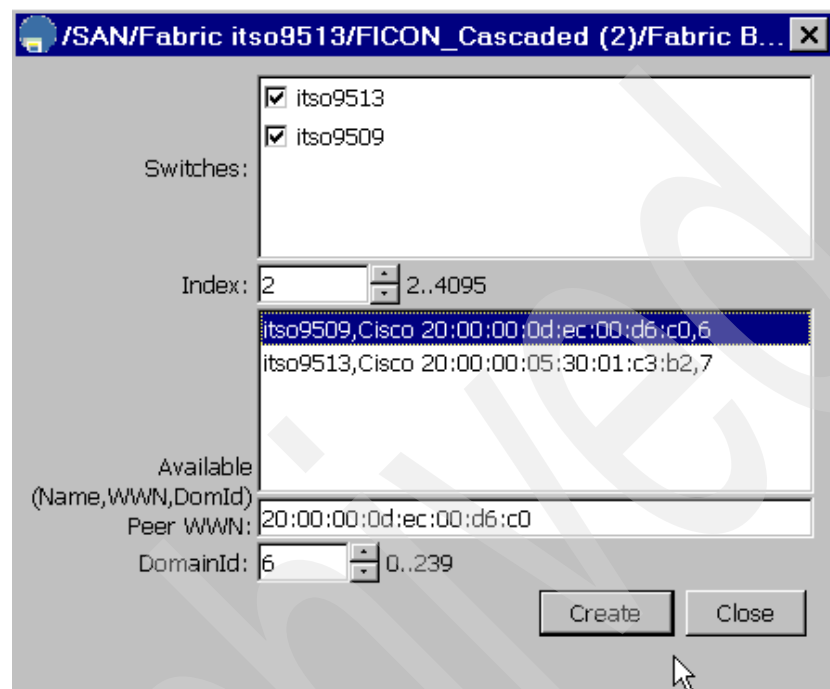 /SAN/Fabric itso9513/FICON_Cascaded (2)/Fabric B...
itso9513
itso9509
Switches:
Index: 2 2..4095
itso9509,Cisco 20:00:00:0d:ec:00:d6:c0,6
itso9513,Cisco 20:00:00:05:30:01:c3:b2,7
Available
(Name,WWN,DomId)
Peer WWN: 20:00:00:0d:ec:00:d6:c0
DomainId: 6 0..239
Create Close